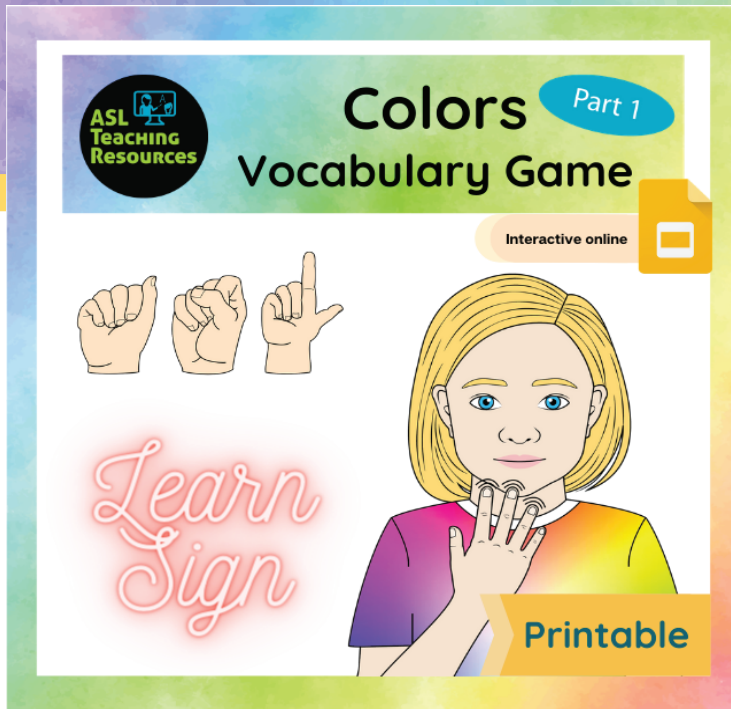 ASL
Teaching
Resources
Colors
Part 1
Vocabulary Game
Interactive online
Learn
Sign
Printable